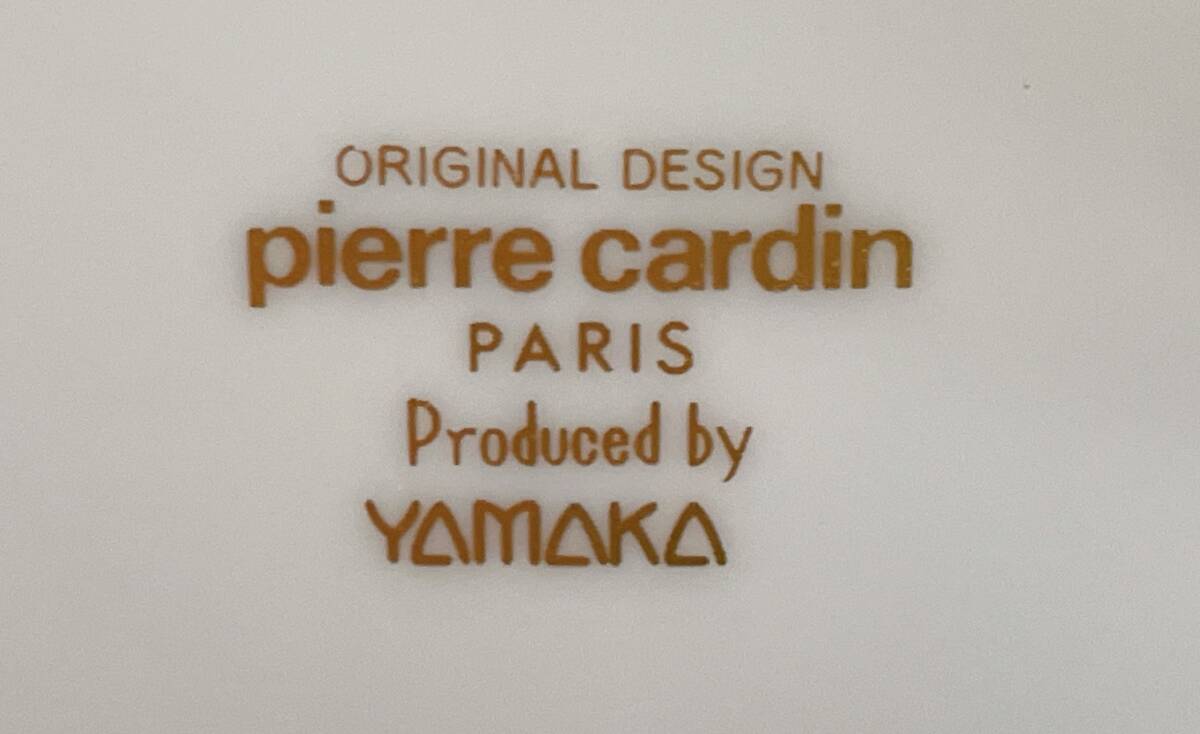 ORIGINAL DESIGN
pierre cardin
PARIS
Produced by
YAMAKA